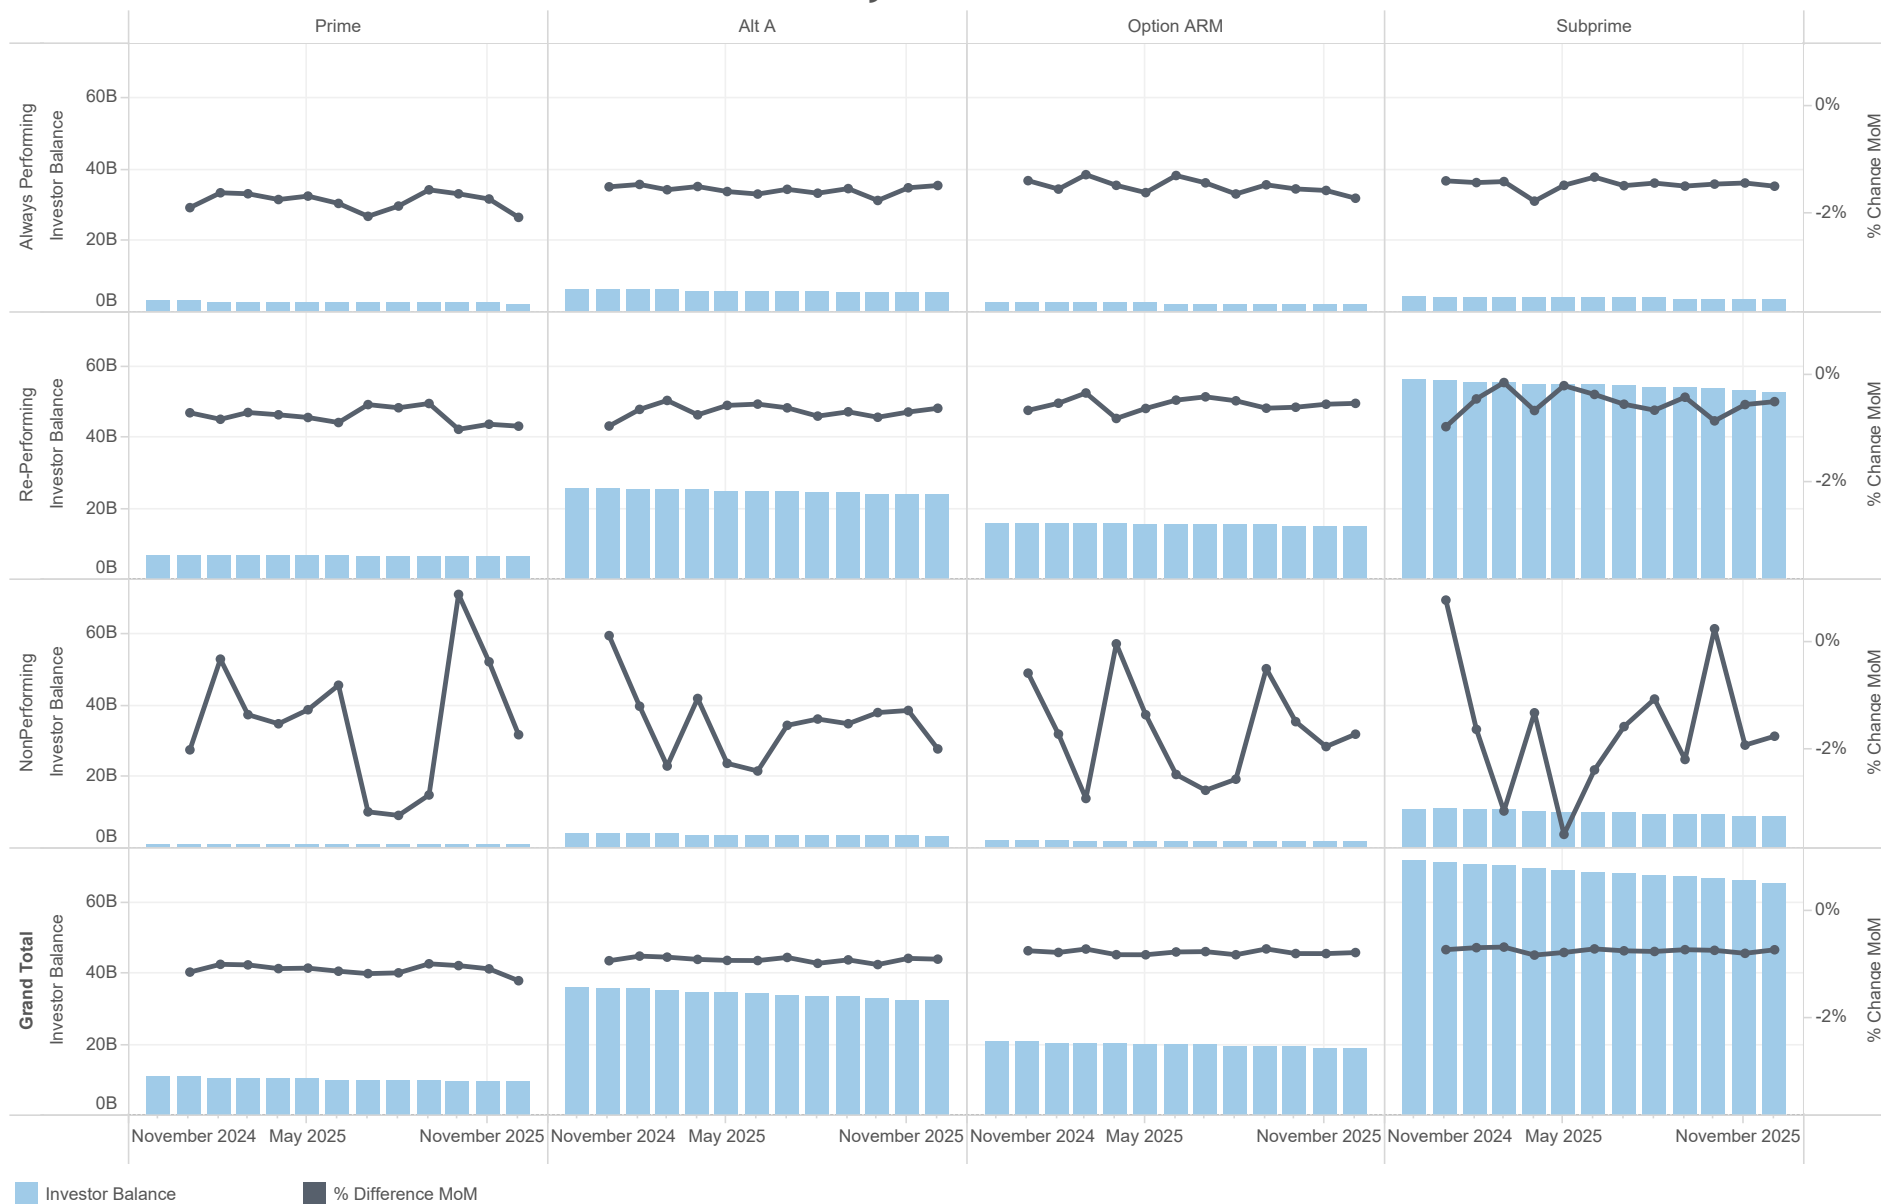 Prime Alt A Option ARM Subprime
Always Performing
Investor Balance
60B
40B
20B
0B
0%
-2%
% Change MoM
Re-Performing
Investor Balance
60B
40B
20B
0B
0%
-2%
% Change MoM
NonPerforming
Investor Balance
60B
40B
20B
0B
0%
-2%
% Change MoM
Grand Total
Investor Balance
60B
40B
20B
0B
0%
-2%
% Change MoM
November 2024 May 2025 November 2025 November 2024 May 2025 November 2025 November 2024 May 2025 November 2025 November 2024 May 2025 November 2025
Investor Balance % Difference MoM